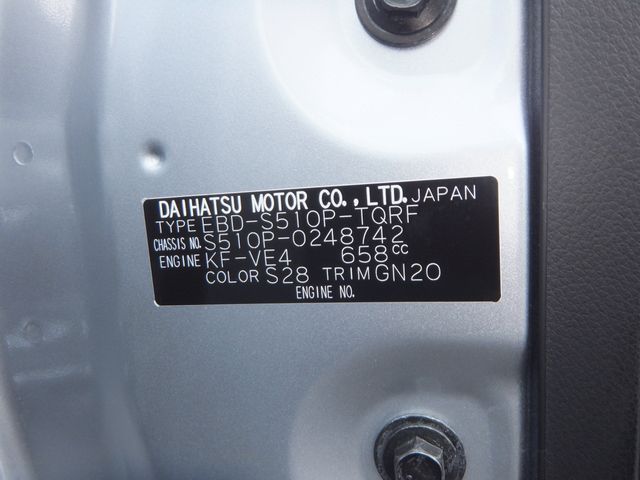 DAIHATSU MOTOR CO.,LTD. JAPAN
TYPE EBD-S510P-TQRF
CHASSIS NO. S510P-0248742
ENGINE KF-VE4 658cc
COLOR S28 TRIM GN20
ENGINE NO.